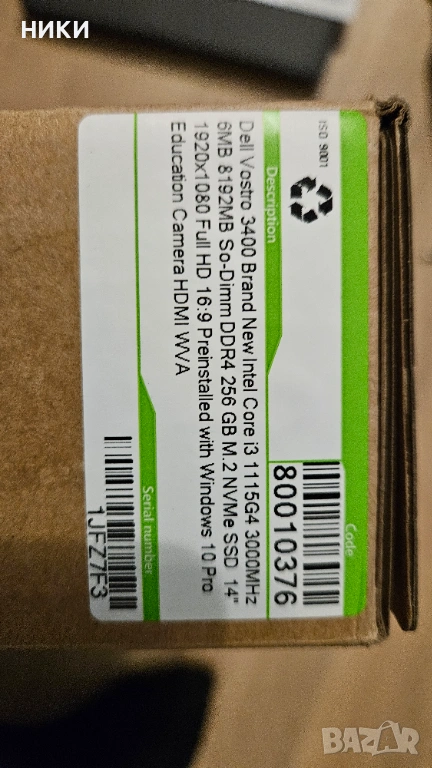 НИКИ
ISO 9001
Description
Code
80010376
Dell Vostro 3400 Brand New Intel Core i3 1115G4 3000MHz
6MB 8192MB So-Dimm DDR4 256 GB M.2 NVMe SSD 14"
1920x1080 Full HD 16:9 Preinstalled with Windows 10 Pro
Education Camera HDMI WVA
Serial number
1JFZ7F3
BAZAR